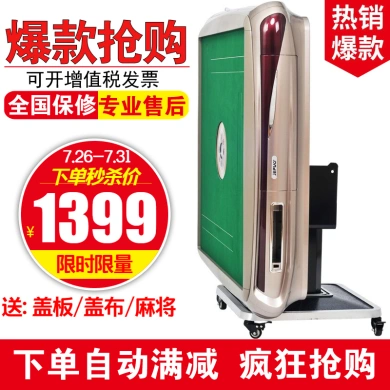 爆款抢购
热销
爆款
可开增值税发票
全国保修 专业售后
7.26-7.31
下单秒杀价
¥1399
限时限量
送: 盖板/盖布/麻将
下单自动满减 疯狂抢购